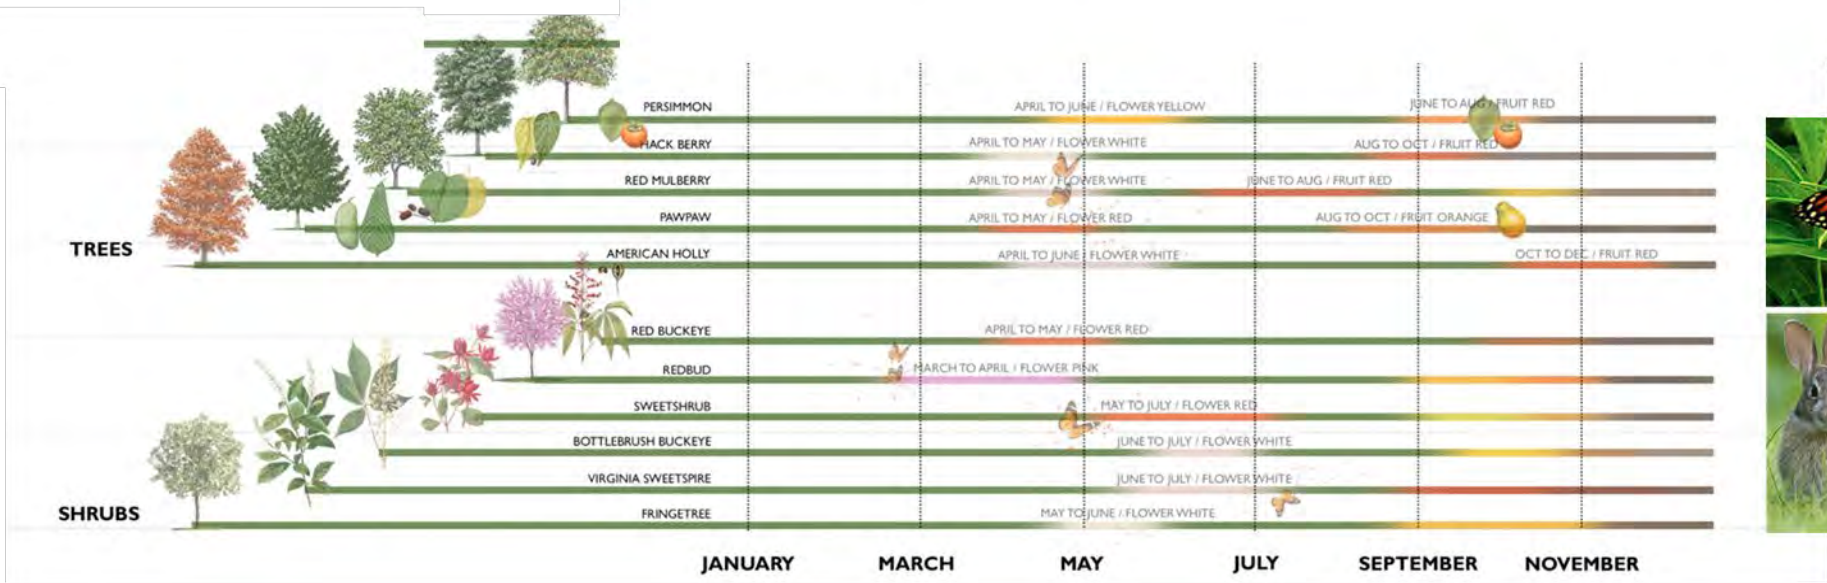 PERSIMMON APRIL TO JUNE / FLOWER YELLOW JUNE TO AUG / FRUIT RED
HACK BERRY APRIL TO MAY / FLOWER WHITE AUG TO OCT / FRUIT RED
RED MULBERRY APRIL TO MAY / FLOWER WHITE JUNE TO AUG / FRUIT RED
PAWPAW APRIL TO MAY / FLOWER RED AUG TO OCT / FRUIT ORANGE
TREES
AMERICAN HOLLY APRIL TO JUNE / FLOWER WHITE OCT TO DEC / FRUIT RED
RED BUCKEYE APRIL TO MAY / FLOWER RED
REDBUD MARCH TO APRIL / FLOWER PINK
SWEETSHRUB MAY TO JULY / FLOWER RED
BOTTLEBRUSH BUCKEYE JUNE TO JULY / FLOWER WHITE
VIRGINIA SWEETSPIRE JUNE TO JULY / FLOWER WHITE
SHRUBS
FRINGETREE MAY TO JUNE / FLOWER WHITE
JANUARY MARCH MAY JULY SEPTEMBER NOVEMBER